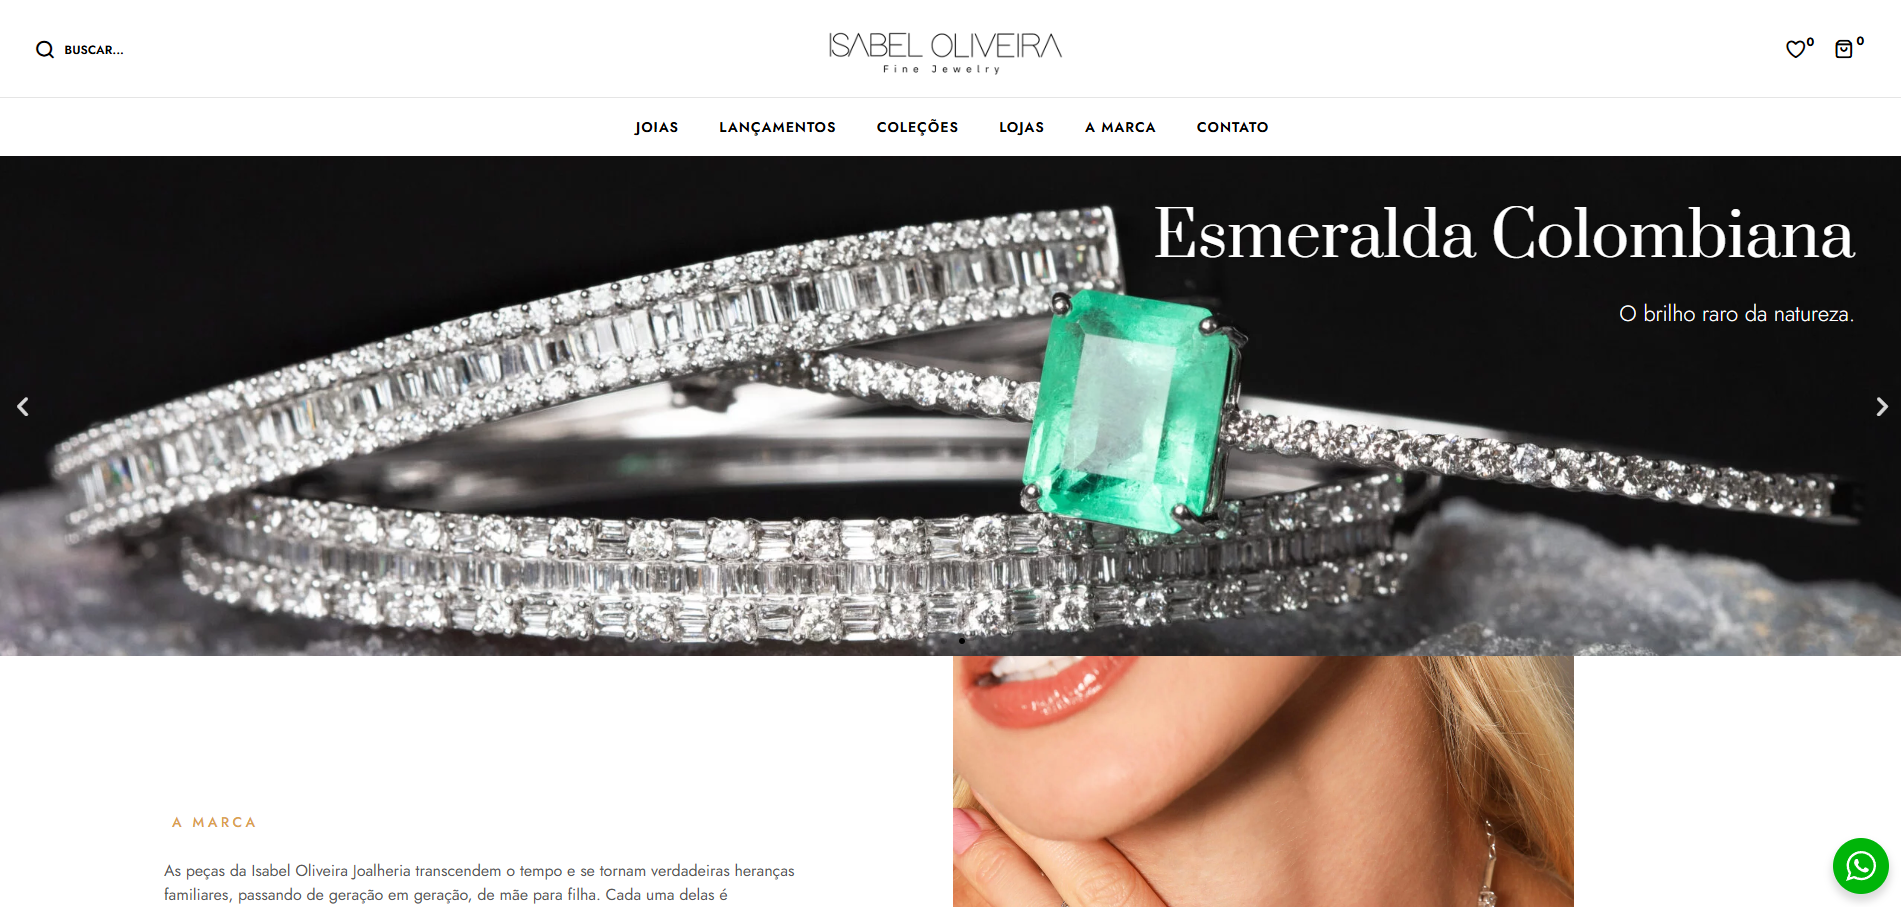 BUSCAR...
ISABEL OLIVEIRA
Fine Jewelry
0
0
JOIAS LANÇAMENTOS COLEÇÕES LOJAS A MARCA CONTATO
Esmeralda Colombiana
O brilho raro da natureza.
A MARCA
As peças da Isabel Oliveira Joalheria transcendem o tempo e se tornam verdadeiras heranças
familiares, passando de geração em geração, de mãe para filha. Cada uma delas é